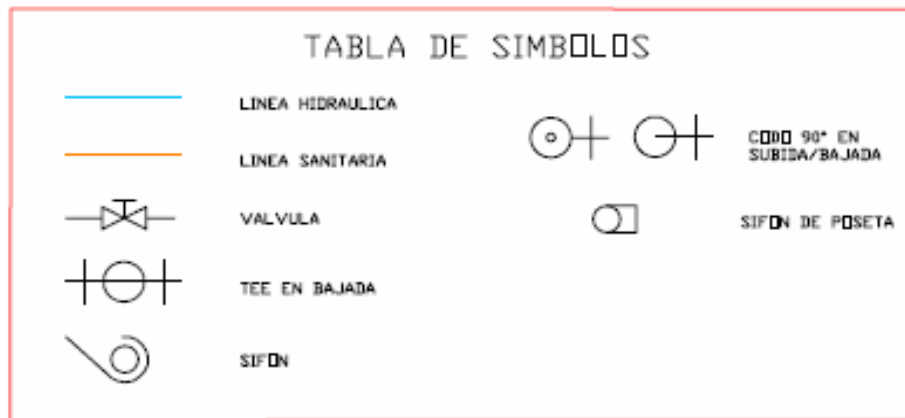 TABLA DE SIMBOLOS
LINEA HIDRAULICA
LINEA SANITARIA
VALVULA
TEE EN BAJADA
SIFON
CODO 90° EN
SUBIDA/BAJADA
SIFON DE POSETA